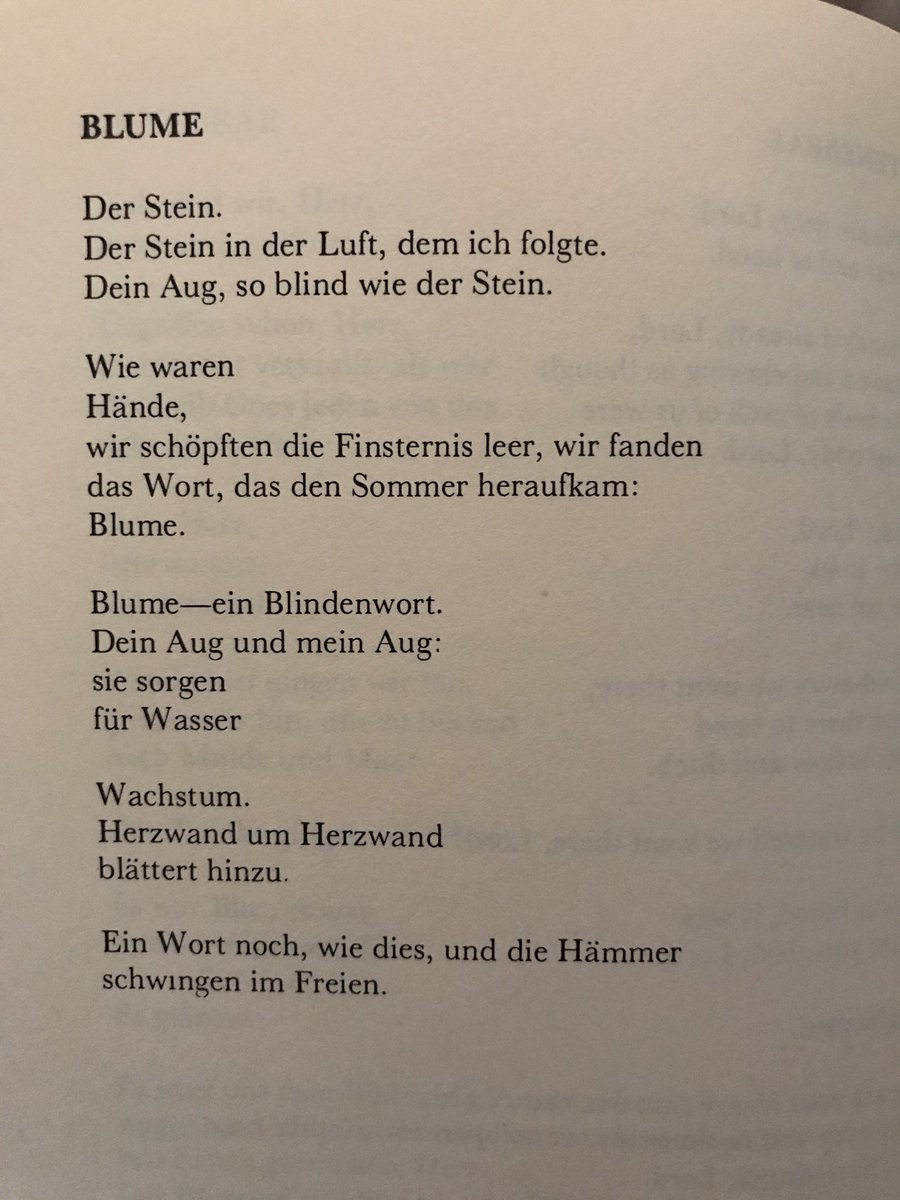 BLUME
Der Stein.
Der Stein in der Luft, dem ich folgte.
Dein Aug, so blind wie der Stein.
Wie waren
Hände,
wir schöpften die Finsternis leer, wir fanden
das Wort, das den Sommer heraufkam:
Blume.
Blume—ein Blindenwort.
Dein Aug und mein Aug:
sie sorgen
für Wasser
Wachstum.
Herzwand um Herzwand
blättert hinzu.
Ein Wort noch, wie dies, und die Hämmer
schwingen im Freien.